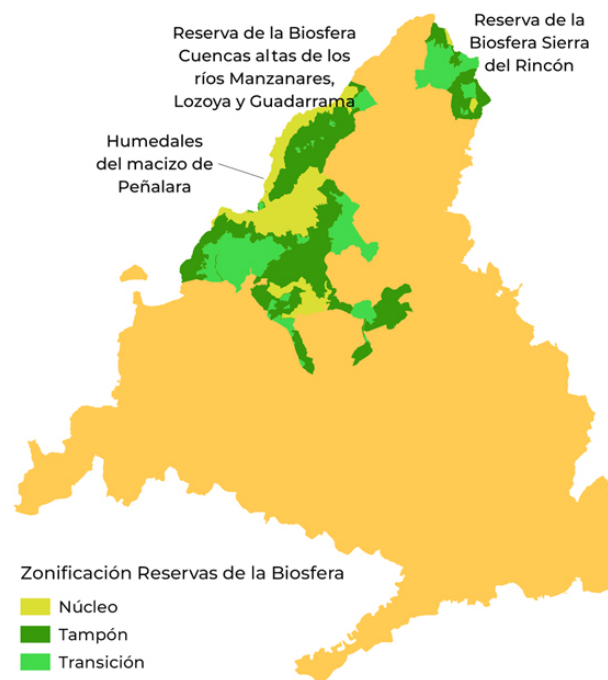 Reserva de la Biosfera
Cuencas altas de los
ríos Manzanares,
Lozoya y Guadarrama
Reserva de la
Biosfera Sierra
del Rincón
Humedales
del macizo de
Peñalara
Zonificación Reservas de la Biosfera
Núcleo
Tampón
Transición